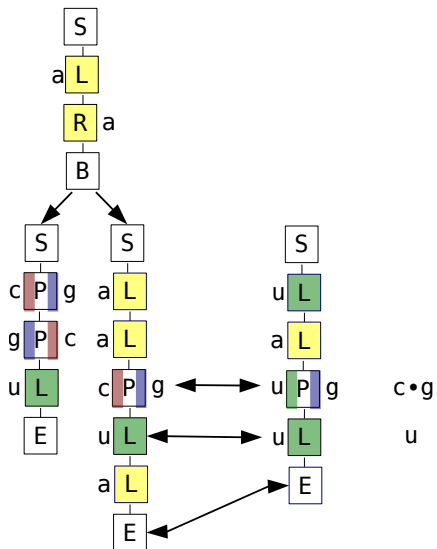 S
a L
R a
B
S S S
c P g a L u L
g P c a L a L
u L c P g u P g c•g
E u L u L u
a L E
E